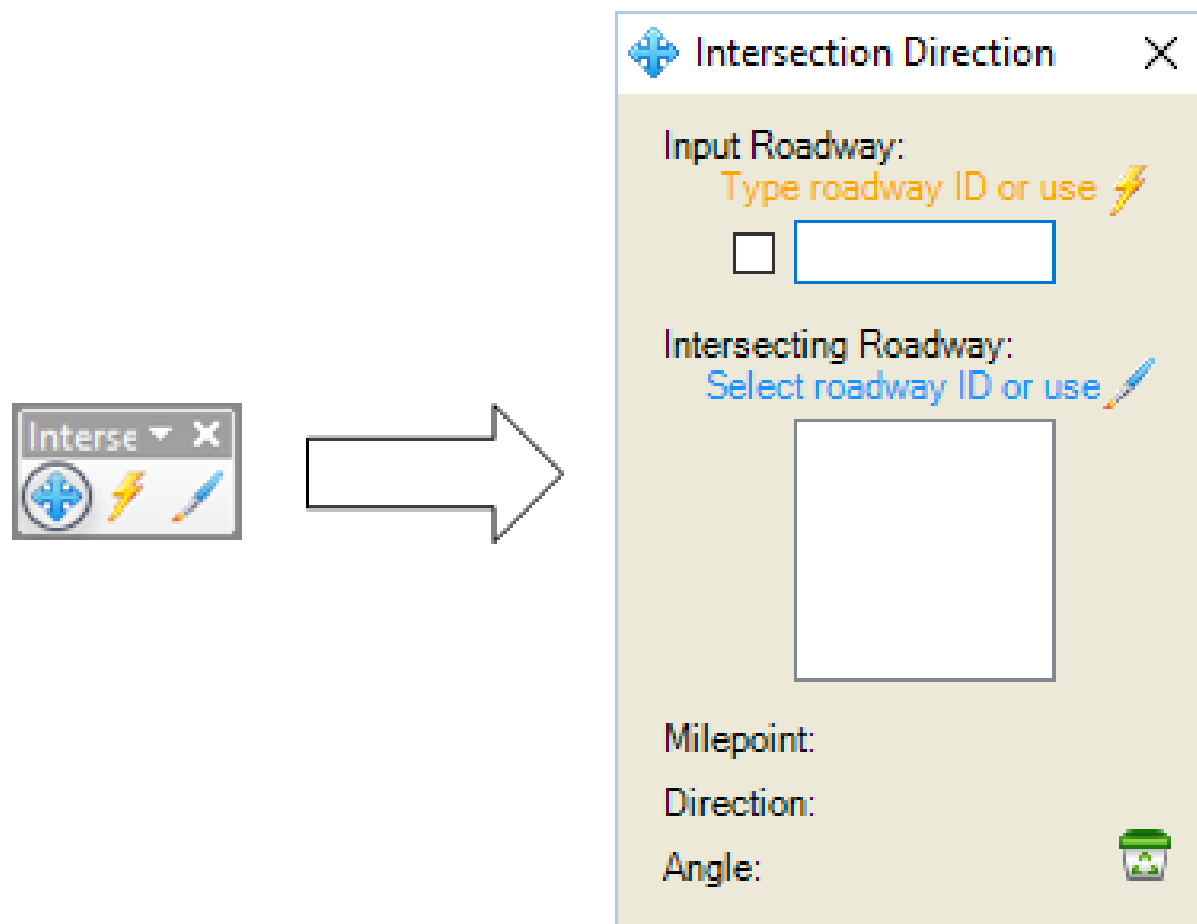 Interse
Intersection Direction
Input Roadway:
Type roadway ID or use
Intersecting Roadway:
Select roadway ID or use
Milepoint:
Direction:
Angle: